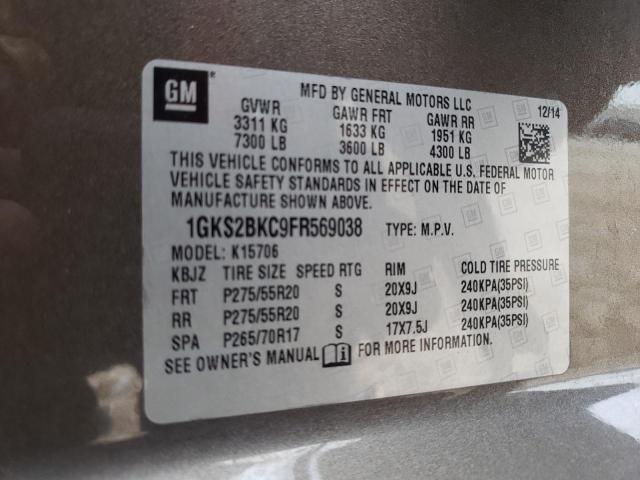 GM
MFD BY GENERAL MOTORS LLC
GVWR GAWR FRT GAWR RR 12/14
3311 KG 1633 KG 1951 KG
7300 LB 3600 LB 4300 LB
THIS VEHICLE CONFORMS TO ALL APPLICABLE U.S. FEDERAL MOTOR
VEHICLE SAFETY STANDARDS IN EFFECT ON THE DATE OF
MANUFACTURE SHOWN ABOVE.
1GKS2BKC9FR569038 TYPE: M.P.V.
MODEL: K15706
KBJZ TIRE SIZE SPEED RTG RIM COLD TIRE PRESSURE
FRT P275/55R20 S 20X9J 240KPA(35PSI)
RR P275/55R20 S 20X9J 240KPA(35PSI)
SPA P265/70R17 S 17X7.5J 240KPA(35PSI)
SEE OWNER'S MANUAL FOR MORE INFORMATION.